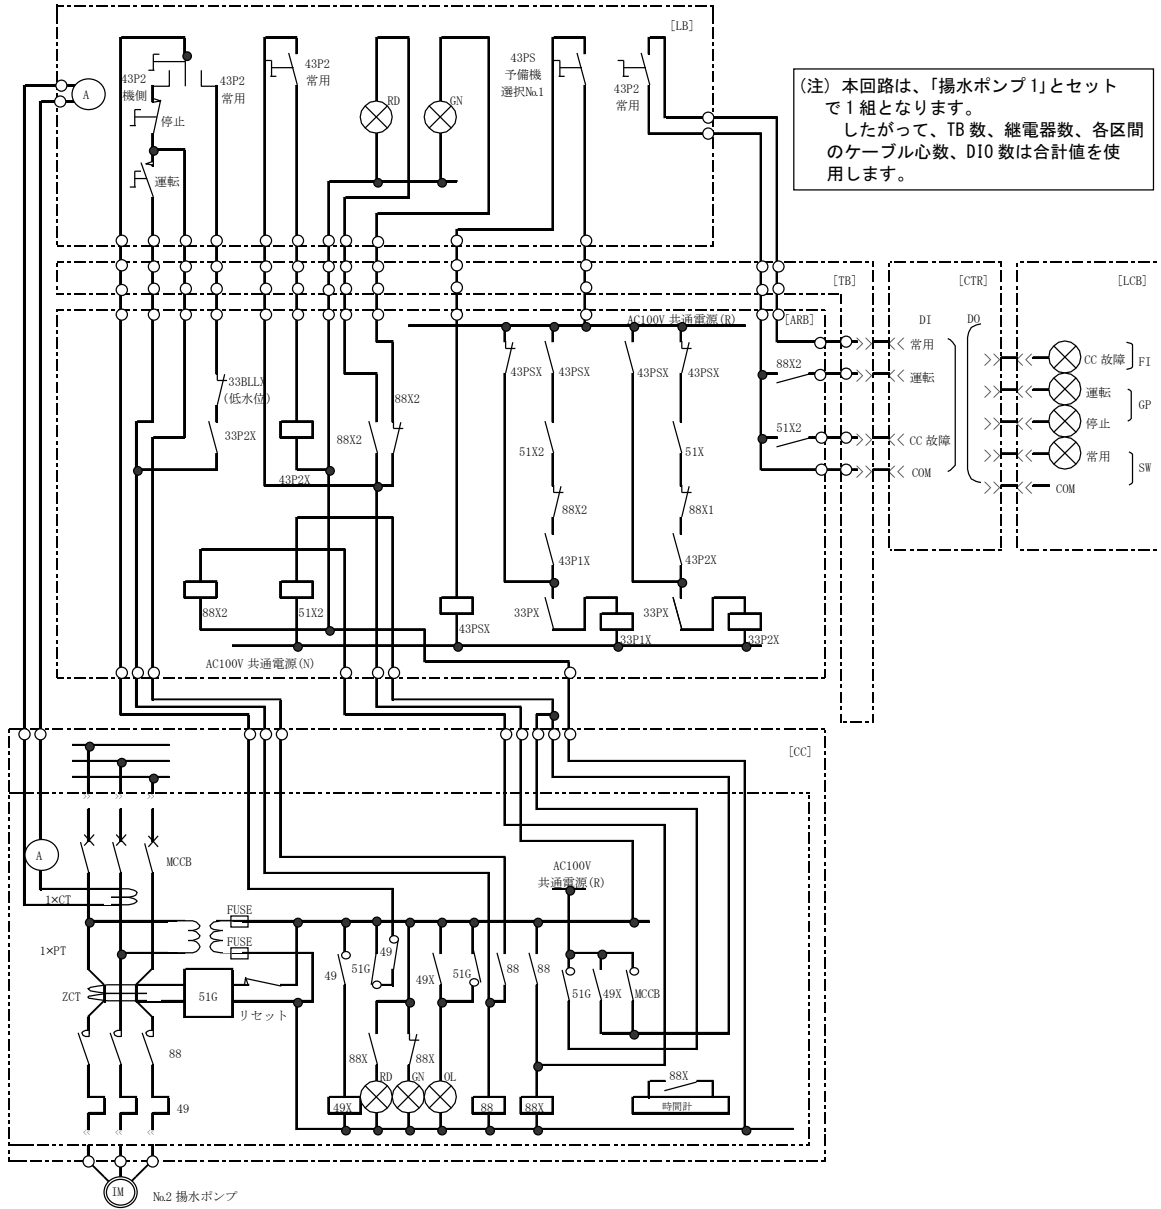 [LB]
43P2
機側
43P2
常用
停止
運転
A
43P2
常用
RD
GN
43PS
予備機
選択No.1
43P2
常用
(注) 本回路は、「揚水ポンプ1」とセット
で1組となります。
したがって、TB数、継電器数、各区間
のケーブル心数、DIO数は合計値を使
用します。
[TB]
[CTR]
[LCB]
AC100V 共通電源(R)
[ARB]
DI
DO
常用
運転
CC 故障
COM
CC 故障
運転
停止
常用
COM
FI
GP
SW
88X2
51X2
33BLLX
(低水位)
33P2X
43P2X
88X2
88X2
43PSX
43PSX
43PSX
43PSX
51X2
51X
88X2
88X1
43P1X
43P2X
33PX
33PX
88X2
51X2
43PSX
33P1X
33P2X
AC100V 共通電源(N)
[CC]
A
MCCB
1×CT
AC100V
共通電源(R)
FUSE
FUSE
1×PT
ZCT
51G
リセット
49
51G
49
49X
51G
88
88
51G
49X
MCCB
88
88X
88X
RD
GN
OL
88X
49
49X
88
88X
時間計
IM
No.2 揚水ポンプ